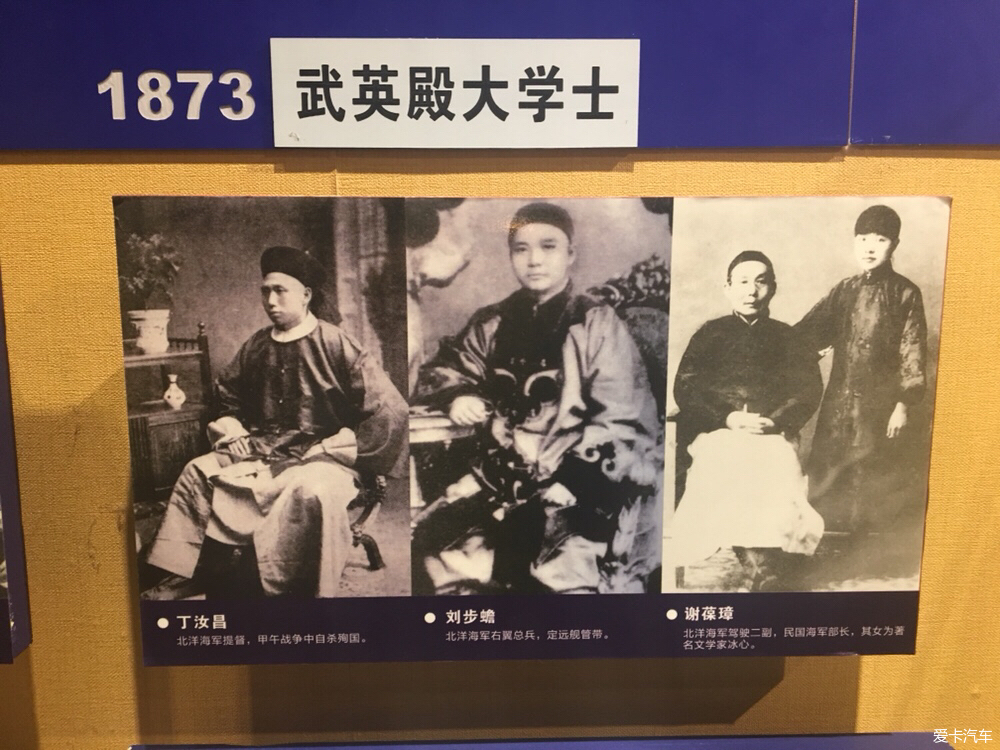 1873 武英殿大学士
丁汝昌
北洋海军提督，甲午战争中自杀殉国。
刘步蟾
北洋海军右翼总兵，定远舰管带。
谢葆璋
北洋海军驾驶二副，民国海军部长，其女为著
名文学家冰心。
爱卡汽车